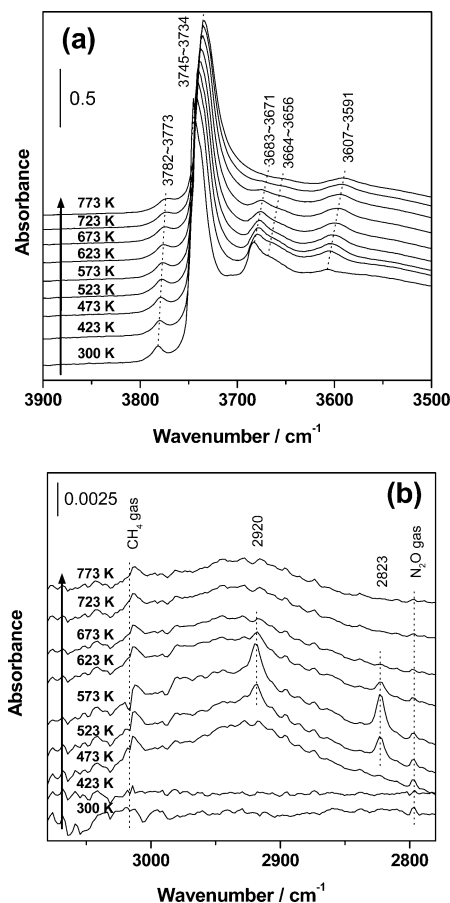 (a)
0.5
3782~3773
3745~3734
3683~3671
3664~3656
3607~3591
773 K
723 K
673 K
623 K
573 K
523 K
473 K
423 K
300 K
Absorbance
3900 3800 3700 3600 3500
Wavenumber / cm-1
(b)
0.0025
CH4 gas
2920
2823
N2O gas
773 K
723 K
673 K
623 K
573 K
523 K
473 K
423 K
300 K
Absorbance
3000 2900 2800
Wavenumber / cm-1